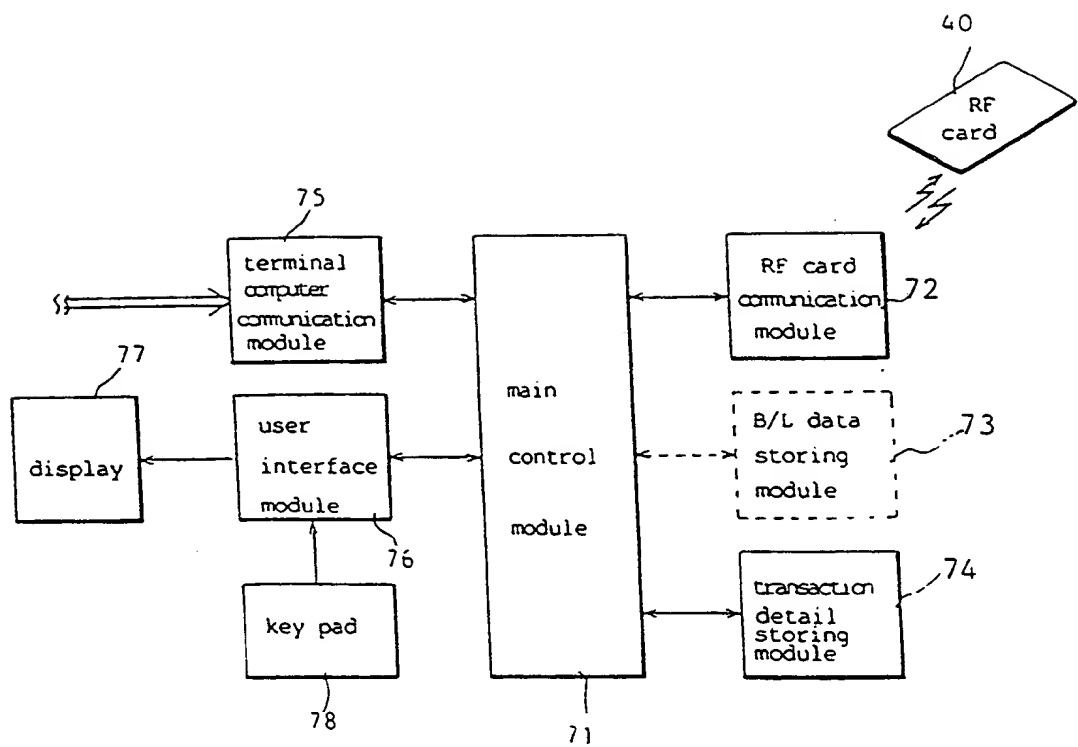 40
RF
card
75
terminal
computer
communication
module
RF card
communication
module
72
77
display
user
interface
module
76
main
control
module
B/L data
storing
module
73
key pad
78
transaction
detail
storing
module
74
71